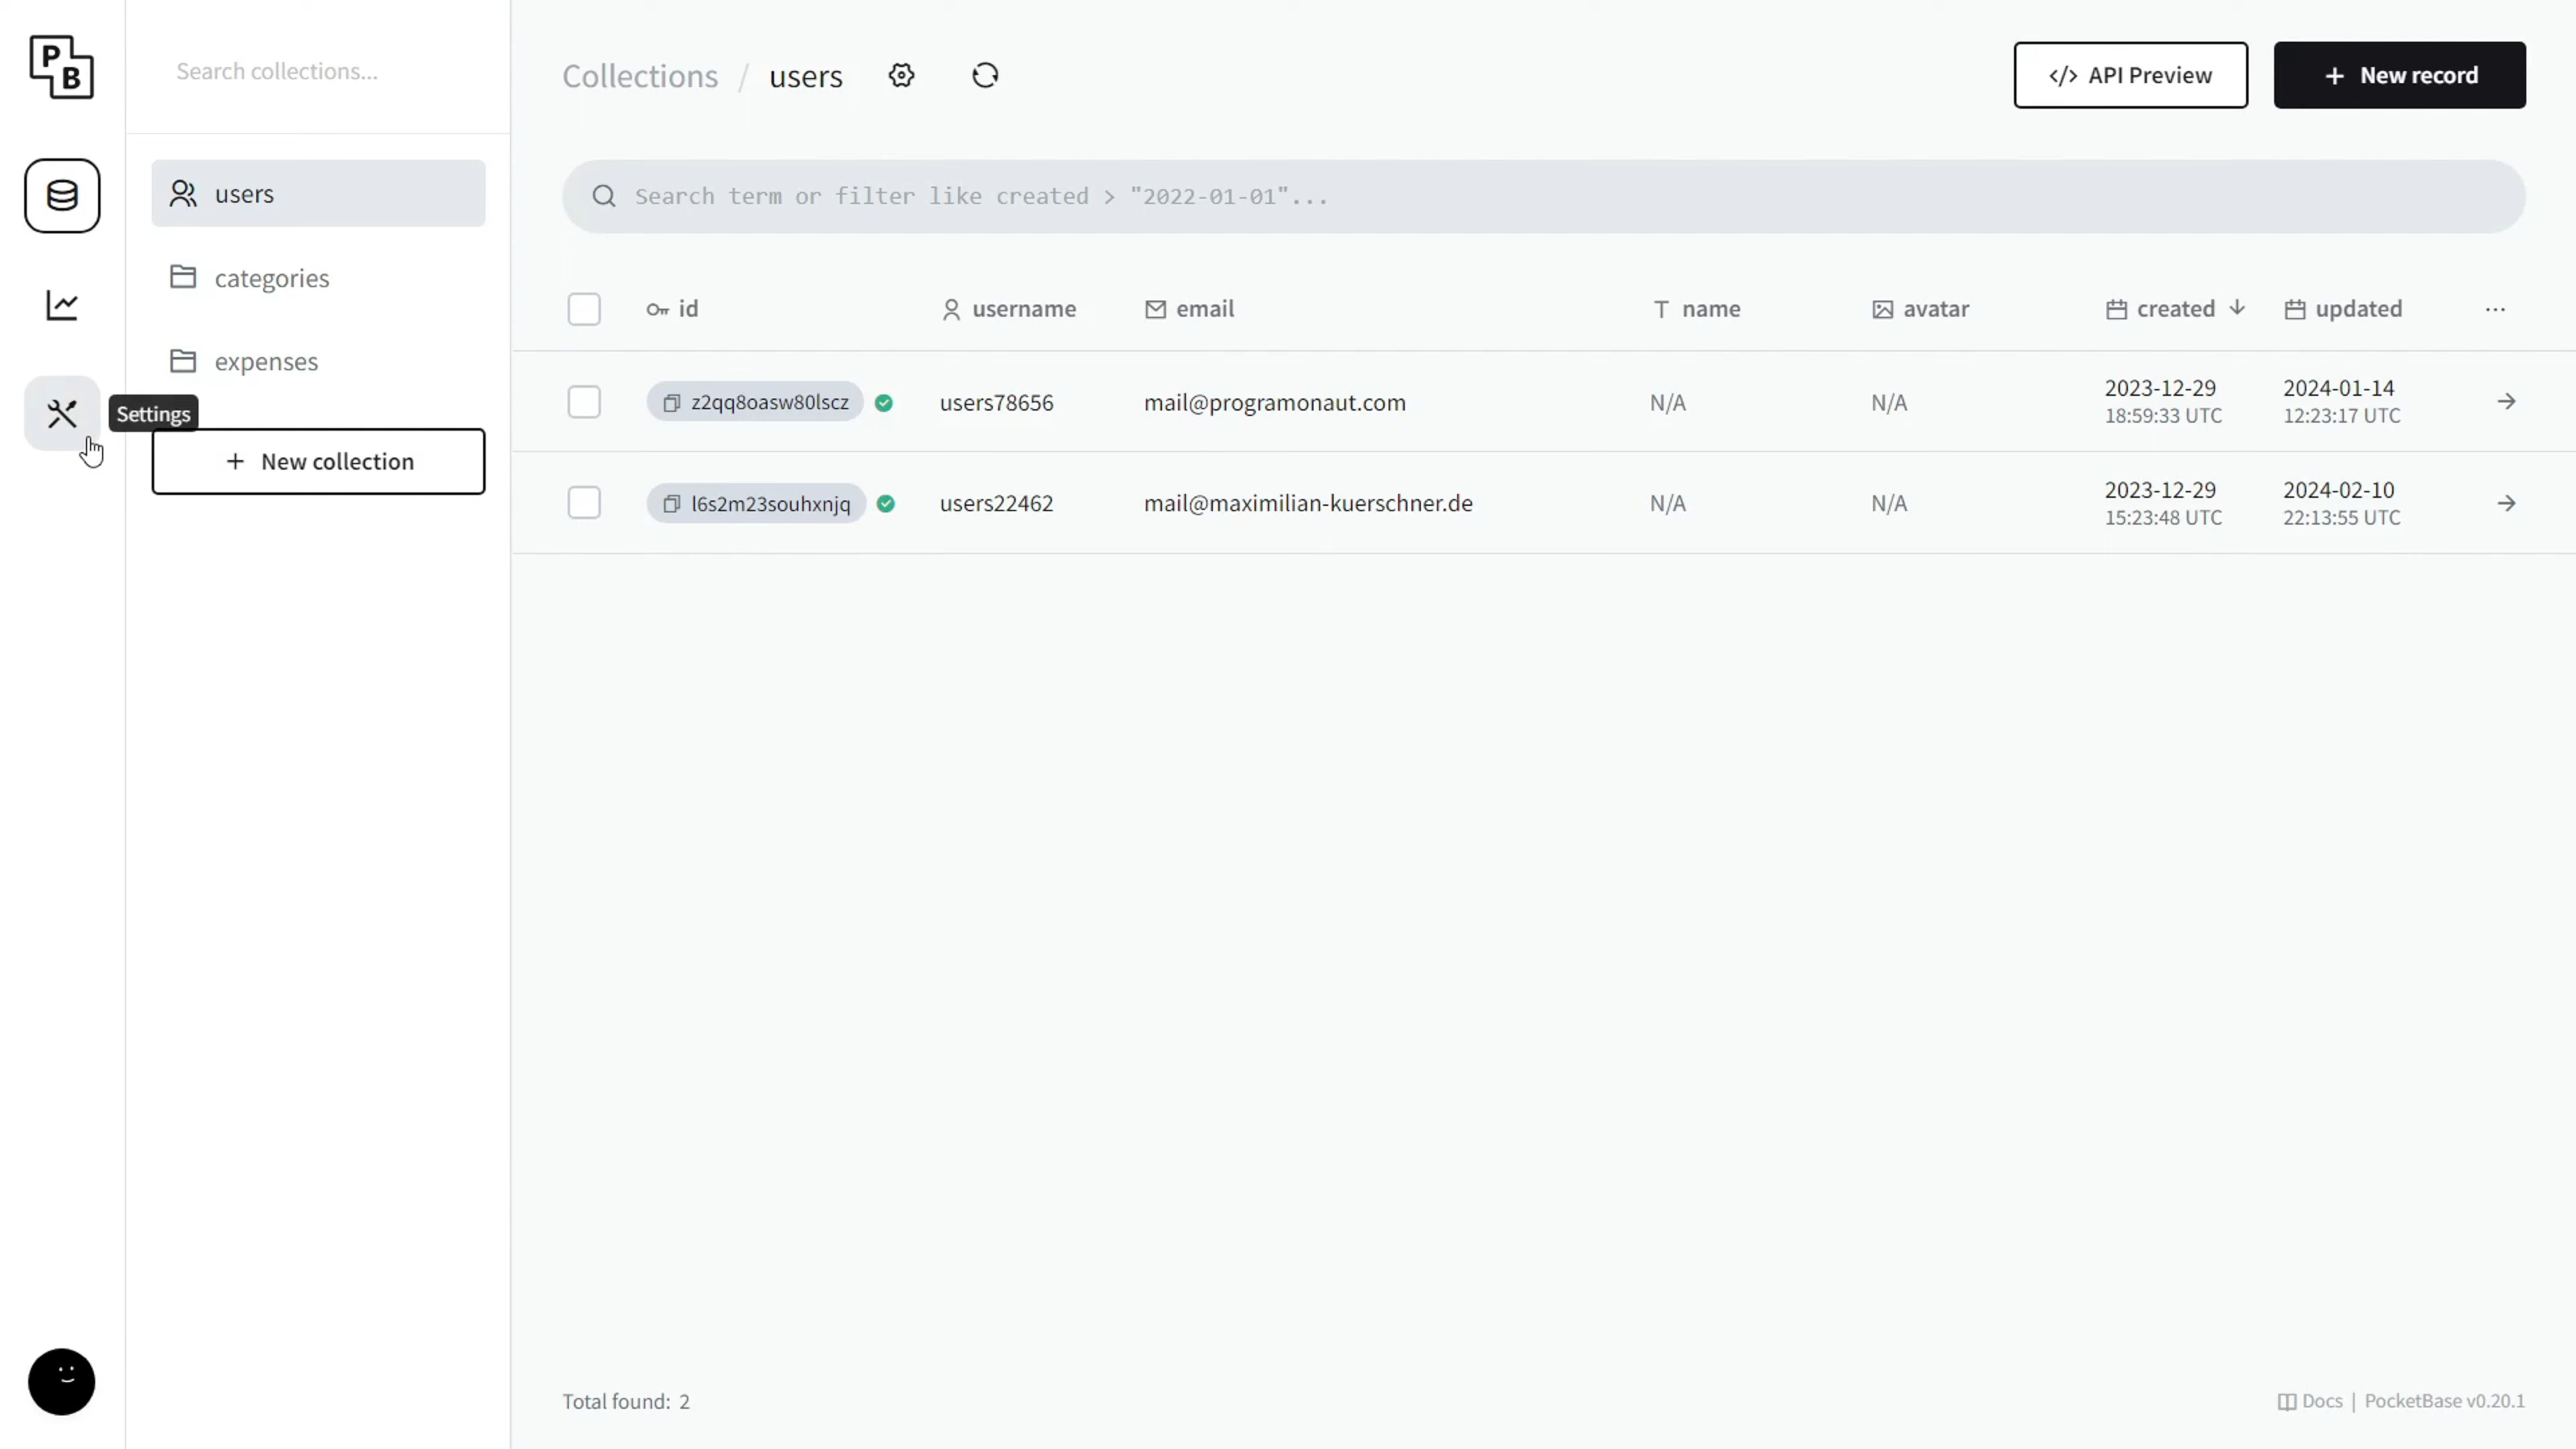 P
B
Search collections...
users
categories
expenses
Settings
+ New collection
Collections / users
</> API Preview
+ New record
Search term or filter like created > "2022-01-01"...
id username email name avatar created updated ...
z2qq8oasw80lscz users78656 mail@programonaut.com N/A N/A 2023-12-29 2024-01-14
18:59:33 UTC 12:23:17 UTC
l6s2m23souhxnjq users22462 mail@maximilian-kuerschner.de N/A N/A 2023-12-29 2024-02-10
15:23:48 UTC 22:13:55 UTC
Total found: 2
Docs | PocketBase v0.20.1